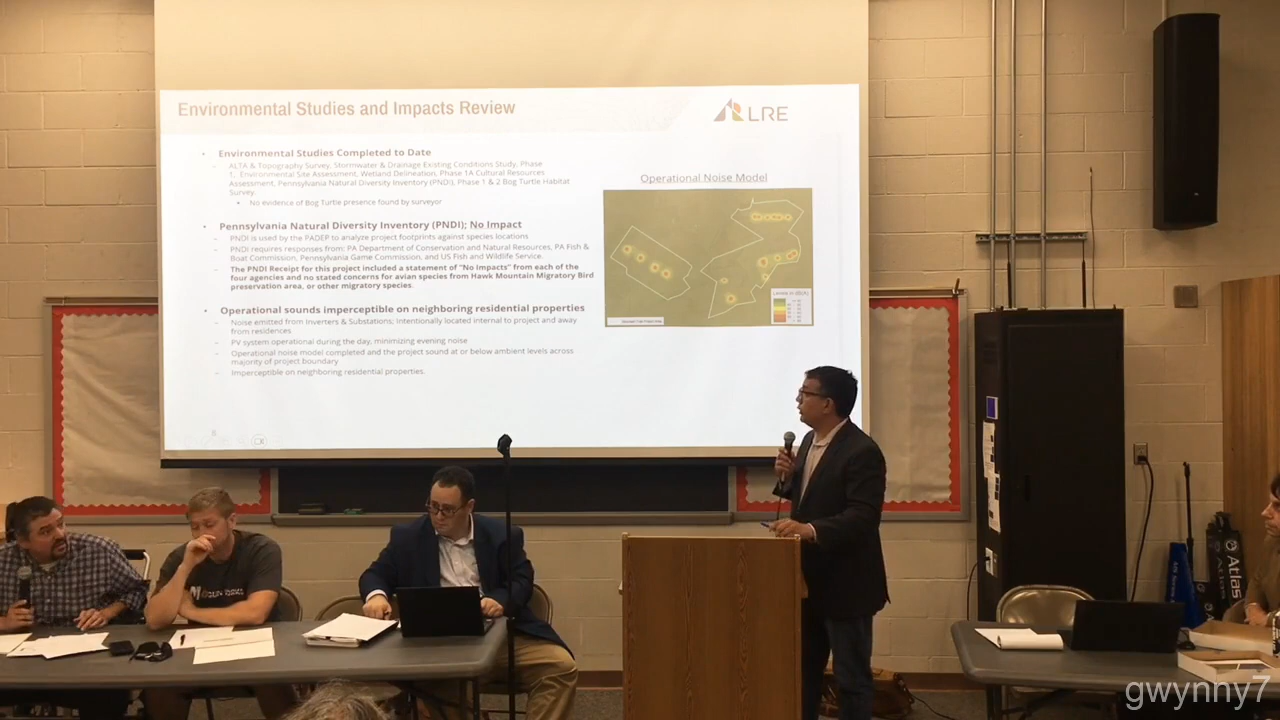 Environmental Studies and Impacts Review
LRE
• Environmental Studies Completed to Date
– ALTA & Topography Survey, Stormwater & Drainage Existing Conditions Study, Phase
1, Environmental Site Assessment, Wetland Delineation, Phase 1A Cultural Resources
Assessment, Pennsylvania Natural Diversity Inventory (PNDI), Phase 1 & 2 Bog Turtle Habitat
Survey.
• No evidence of Bog Turtle presence found by surveyor
• Pennsylvania Natural Diversity Inventory (PNDI); No Impact
– PNDI is used by the PADEP to analyze project footprints against species locations
– PNDI requires responses from: PA Department of Conservation and Natural Resources, PA Fish &
Boat Commission, Pennsylvania Game Commission, and US Fish and Wildlife Service.
– The PNDI Receipt for this project included a statement of "No Impacts" from each of the
four agencies and no stated concerns for avian species from Hawk Mountain Migratory Bird
preservation area, or other migratory species.
• Operational sounds imperceptible on neighboring residential properties
– Noise emitted from Inverters & Substations; Intentionally located internal to project and away
from residences
– PV system operational during the day, minimizing evening noise
– Operational noise model completed and the project sound at or below ambient levels across
majority of project boundary
– Imperceptible on neighboring residential properties.
Operational Noise Model
Levels in dB(A)
Atlas
gwynny7